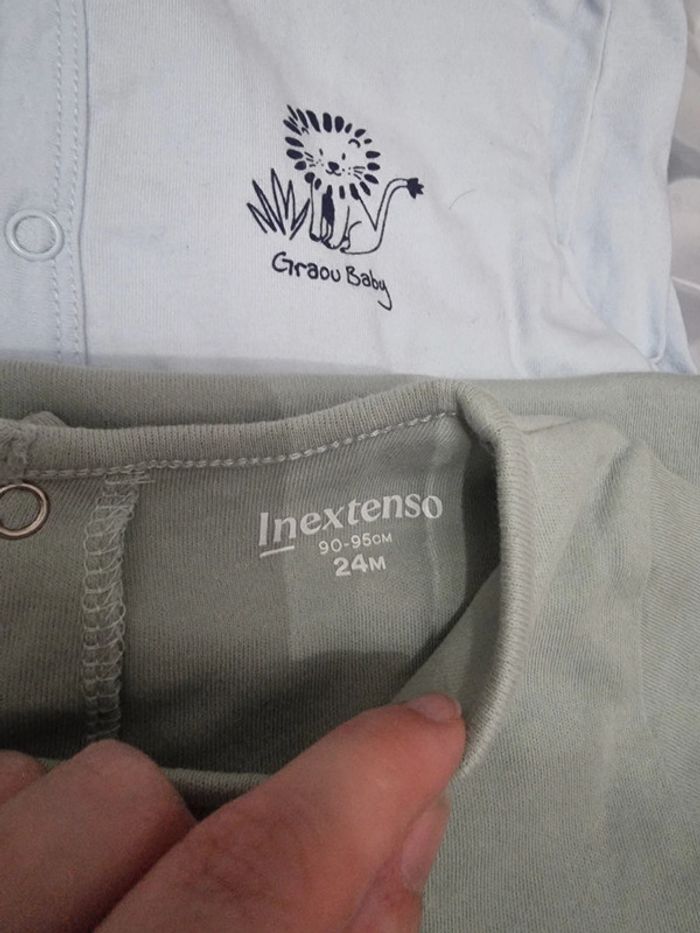 Graou Baby
Inextenso
90-95CM
24M